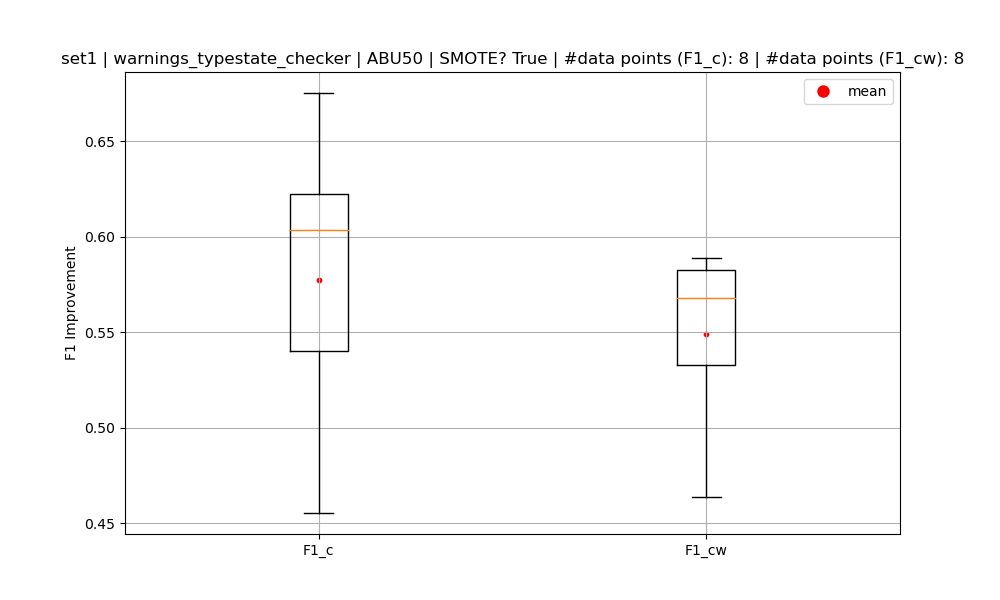 set1 | warnings_typestate_checker | ABU50 | SMOTE? True | #data points (F1_c): 8 | #data points (F1_cw): 8
mean
0.65
0.60
0.55
0.50
0.45
F1 Improvement
F1_c
F1_cw